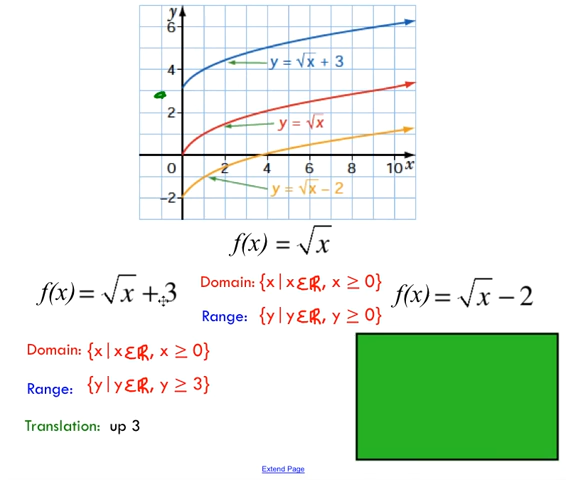 y
6
y = √x + 3
4
2
y = √x
0 2 4 6 8 10 x
y = √x − 2
−2
f(x) = √x
Domain: {x | x ε ℝ, x ≥ 0}
Range: {y | y ε ℝ, y ≥ 0}
f(x) = √x + 3
Domain: {x | x ε ℝ, x ≥ 0}
Range: {y | y ε ℝ, y ≥ 3}
Translation: up 3
f(x) = √x − 2
Extend Page